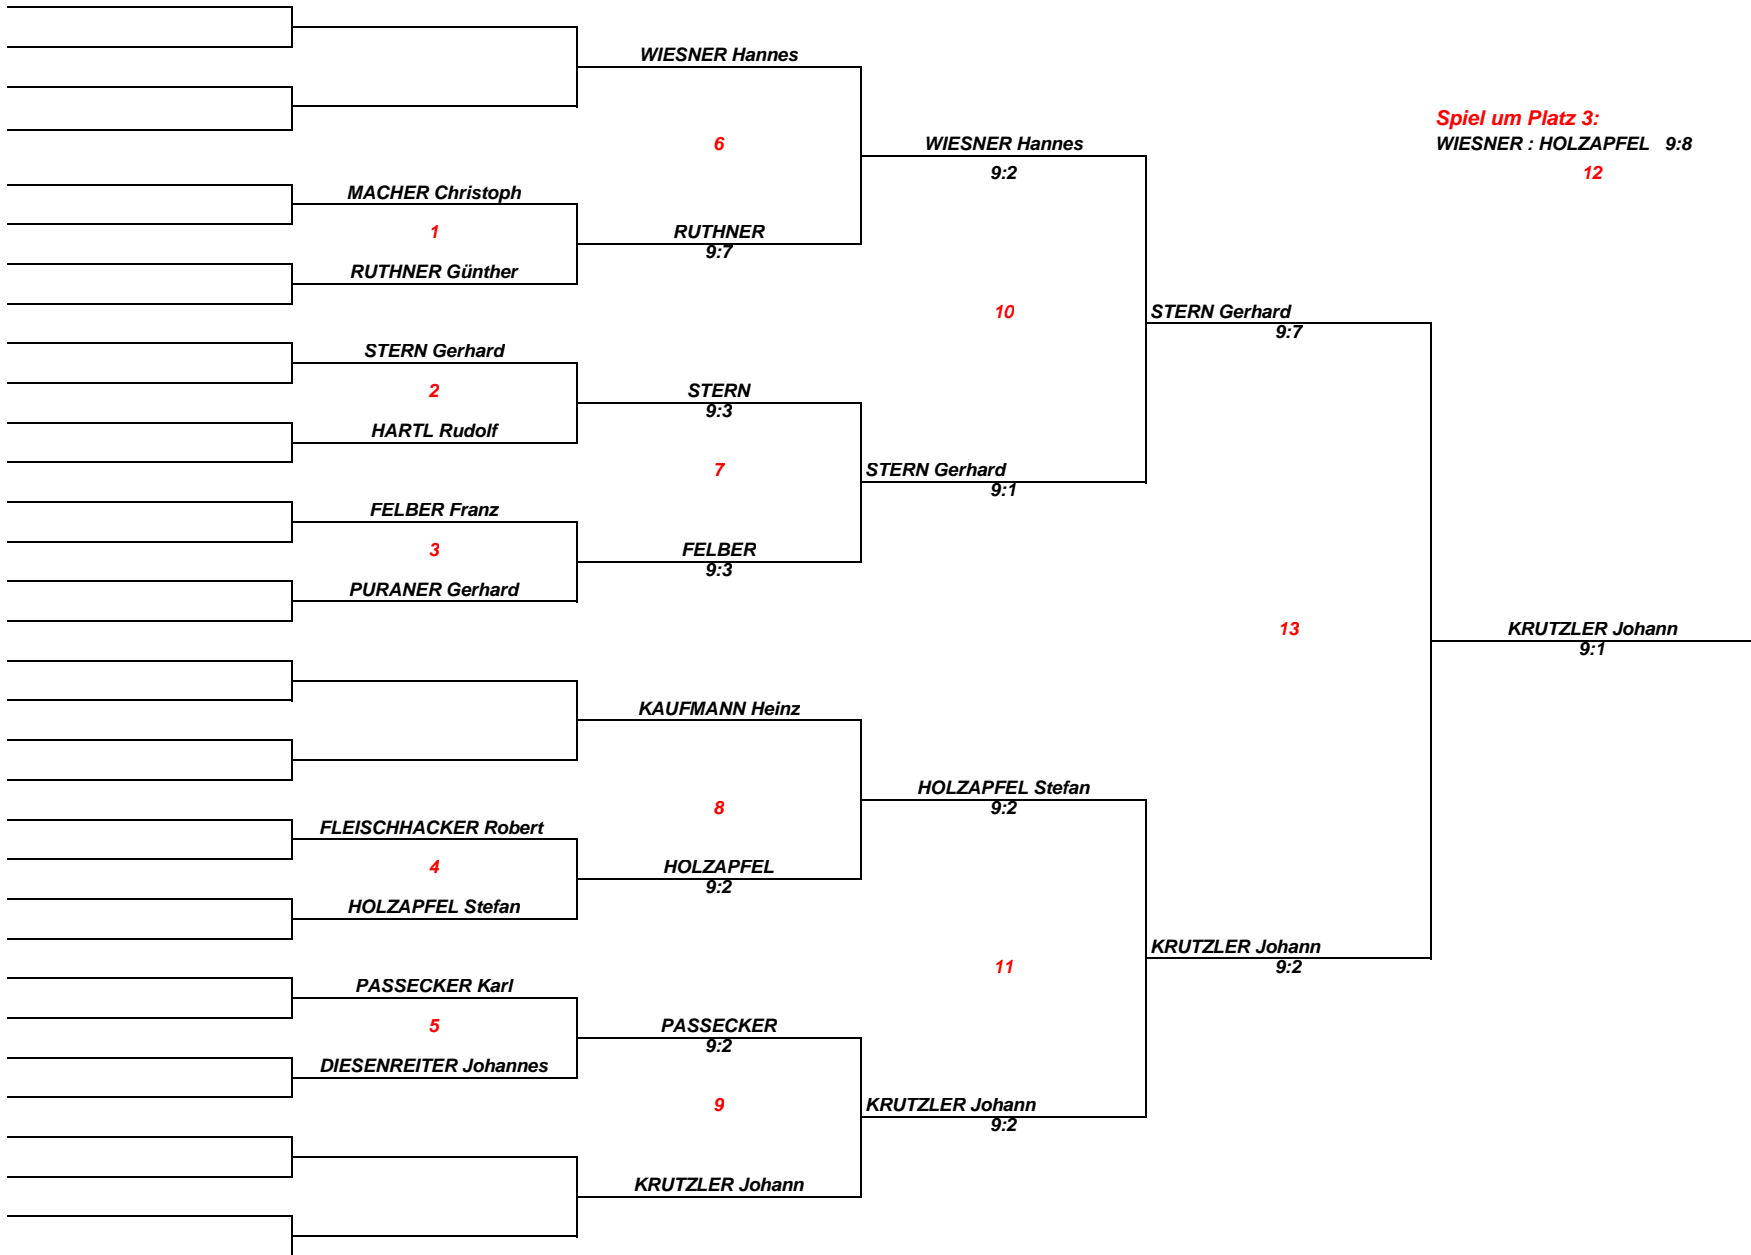 WIESNER Hannes
Spiel um Platz 3:
6
WIESNER Hannes
WIESNER : HOLZAPFEL 9:8
9:2
12
MACHER Christoph
1
RUTHNER
9:7
RUTHNER Günther
10
STERN Gerhard
9:7
STERN Gerhard
2
STERN
9:3
HARTL Rudolf
7
STERN Gerhard
9:1
FELBER Franz
3
FELBER
9:3
PURANER Gerhard
13
KRUTZLER Johann
9:1
KAUFMANN Heinz
HOLZAPFEL Stefan
8
9:2
FLEISCHHACKER Robert
4
HOLZAPFEL
9:2
HOLZAPFEL Stefan
KRUTZLER Johann
11
9:2
PASSECKER Karl
5
PASSECKER
9:2
DIESENREITER Johannes
9
KRUTZLER Johann
9:2
KRUTZLER Johann